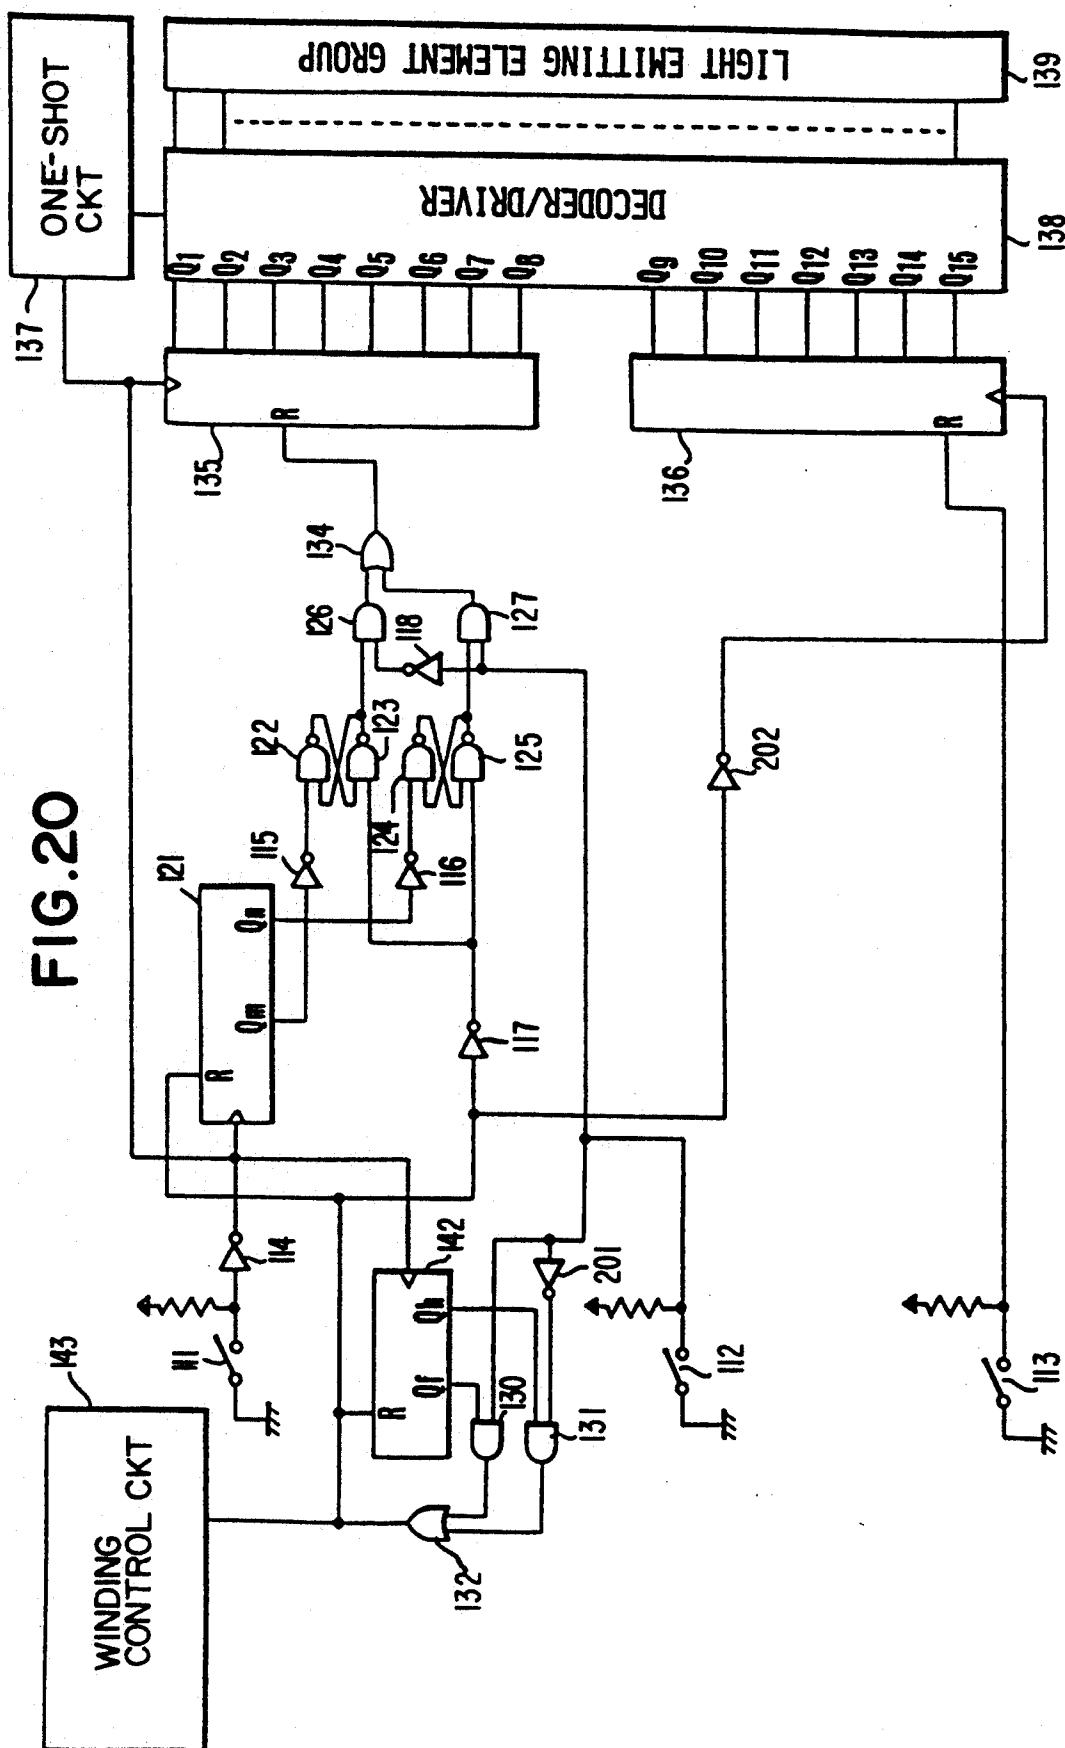 FIG.20
WINDING
CONTROL CKT
143
ONE-SHOT
CKT
137
LIGHT EMITTING ELEMENT GROUP
139
DECODER/DRIVER
138
Q1
Q2
Q3
Q4
Q5
Q6
Q7
Q8
Q9
Q10
Q11
Q12
Q13
Q14
Q15
R
135
R
136
134
126
127
118
122
123
124
125
202
115
116
121
R
Qm
Qn
117
114
111
142
R
Qf
Qh
201
130
131
132
112
113